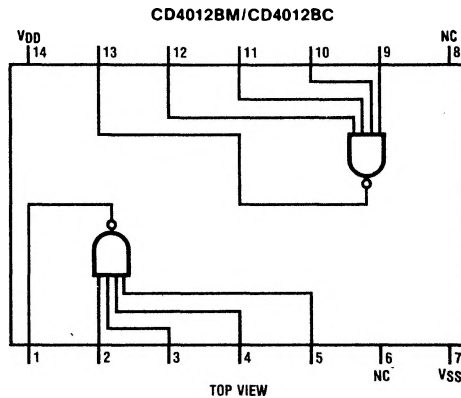 CD4012BM/CD4012BC
VDD NC
14 13 12 11 10 9 8
1 2 3 4 5 6 7
NC VSS
TOP VIEW